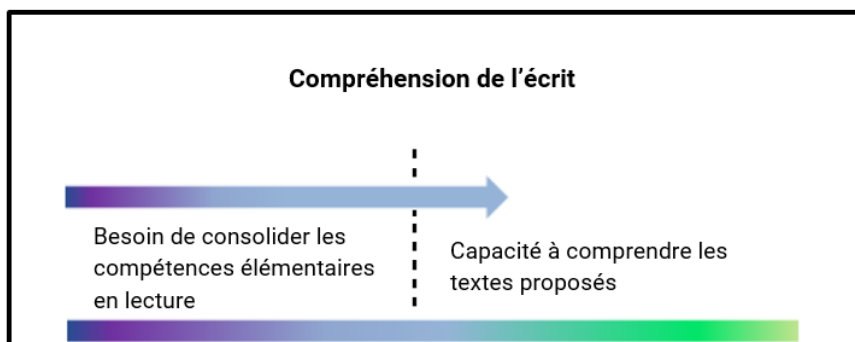 Compréhension de l’écrit
Besoin de consolider les
compétences élémentaires
en lecture
Capacité à comprendre les
textes proposés